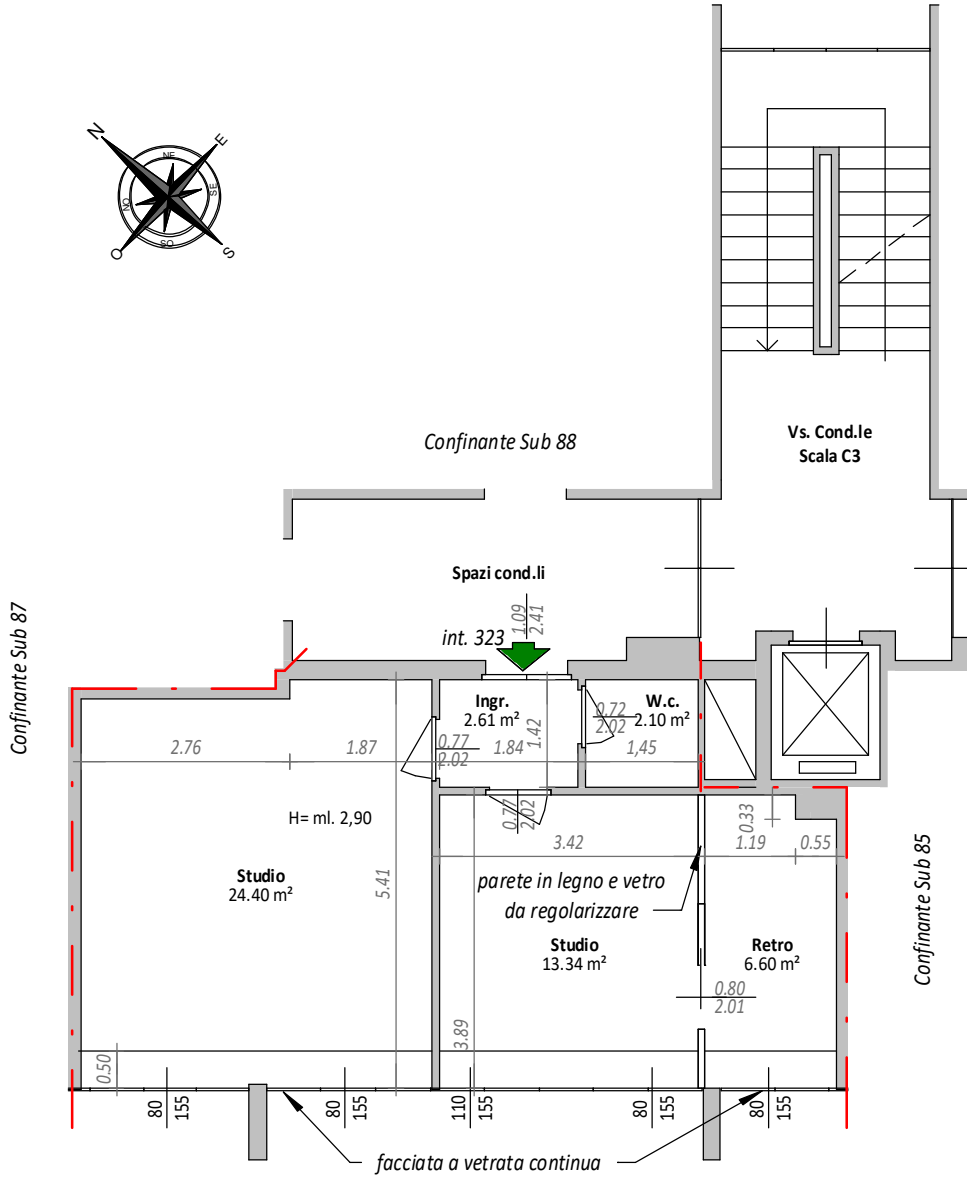 N
E
NE
SE
NO
SO
O
S
Vs. Cond.le
Scala C3
Confinante Sub 88
Spazi cond.li
1.09
2.41
int. 323
Confinante Sub 87
Ingr.
2.61 m²
W.c.
2.10 m²
0.72
2.02
1.42
2.76
1.87
0.77
2.02
1.84
1,45
0.77
2.02
H= ml. 2,90
0.33
3.42
1.19
0.55
Studio
24.40 m²
5.41
parete in legno e vetro
da regolarizzare
Studio
13.34 m²
Retro
6.60 m²
Confinante Sub 85
0.80
2.01
3.89
0.50
80
155
80
155
110
155
80
155
80
155
facciata a vetrata continua